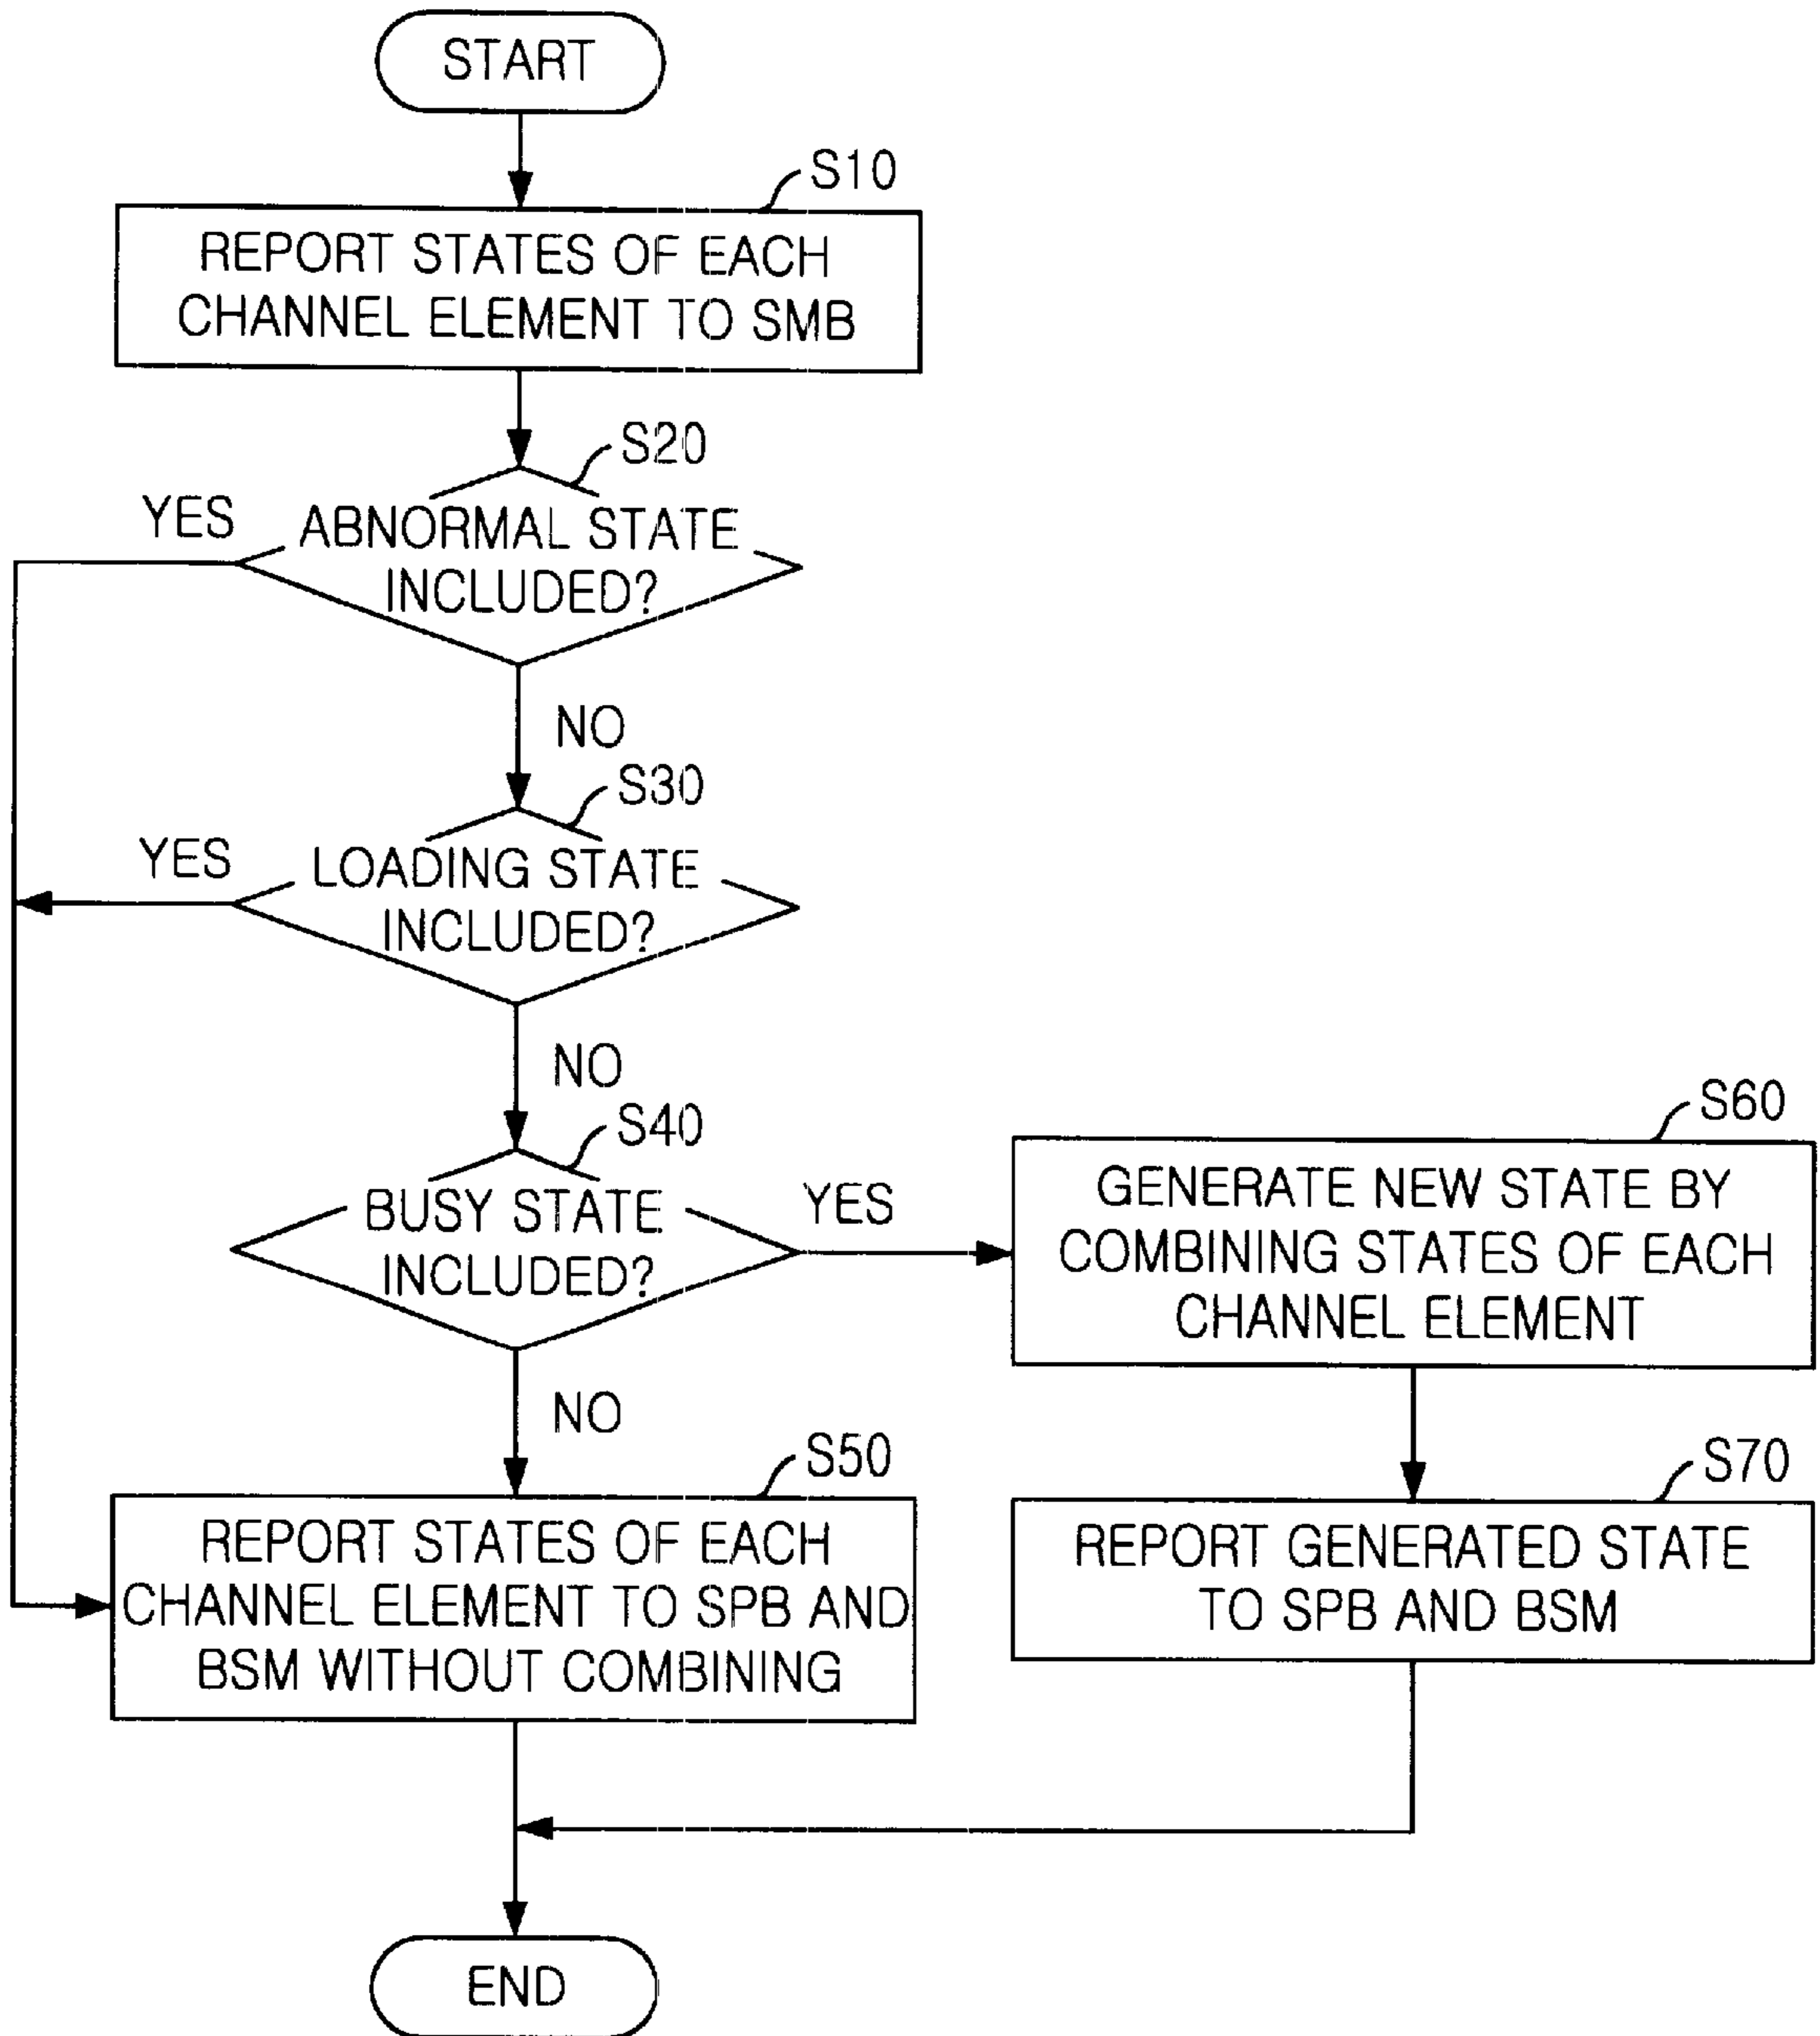 START
S10
REPORT STATES OF EACH
CHANNEL ELEMENT TO SMB
S20
YES
ABNORMAL STATE
INCLUDED?
NO
S30
YES
LOADING STATE
INCLUDED?
NO
S40
BUSY STATE
INCLUDED?
YES
S60
GENERATE NEW STATE BY
COMBINING STATES OF EACH
CHANNEL ELEMENT
NO
S50
REPORT STATES OF EACH
CHANNEL ELEMENT TO SPB AND
BSM WITHOUT COMBINING
S70
REPORT GENERATED STATE
TO SPB AND BSM
END